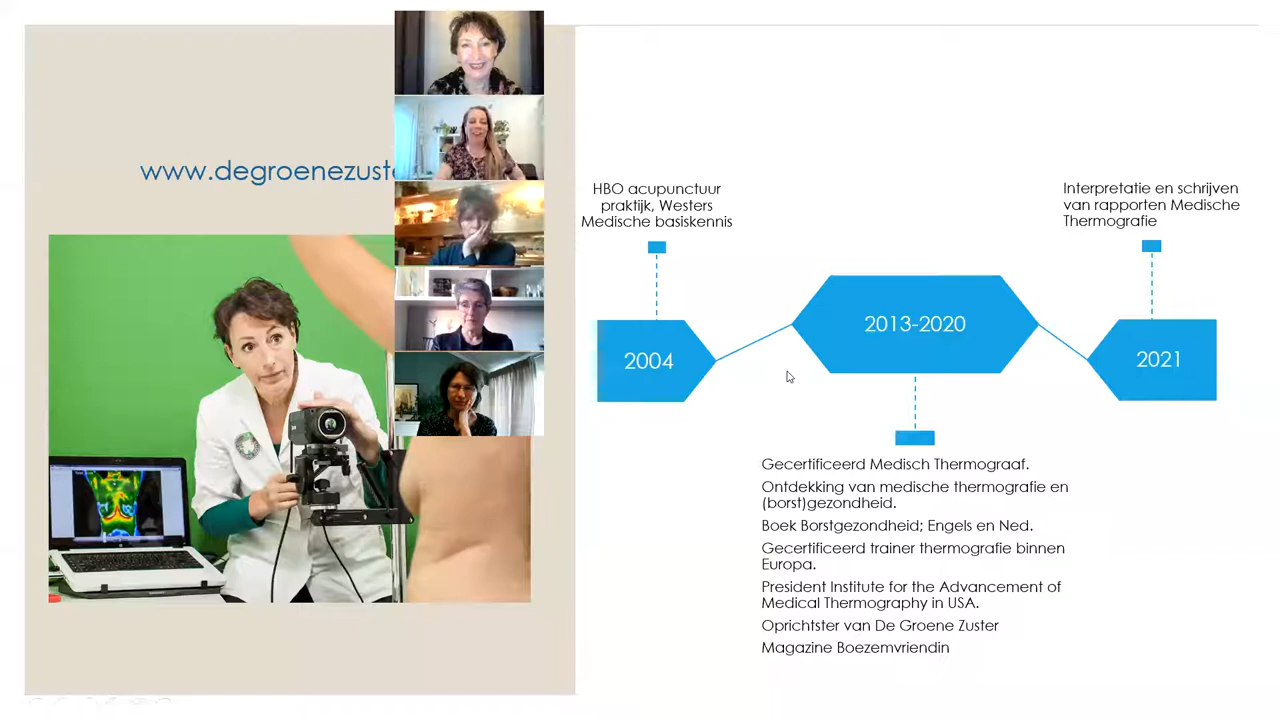 www.degroenezuste
HBO acupunctuur
praktijk, Westers
Medische basiskennis
Interpretatie en schrijven
van rapporten Medische
Thermografie
2004
2013-2020
2021
Gecertificeerd Medisch Thermograaf.
Ontdekking van medische thermografie en
(borst)gezondheid.
Boek Borstgezondheid; Engels en Ned.
Gecertificeerd trainer thermografie binnen
Europa.
President Institute for the Advancement of
Medical Thermography in USA.
Oprichtster van De Groene Zuster
Magazine Boezemvriendin